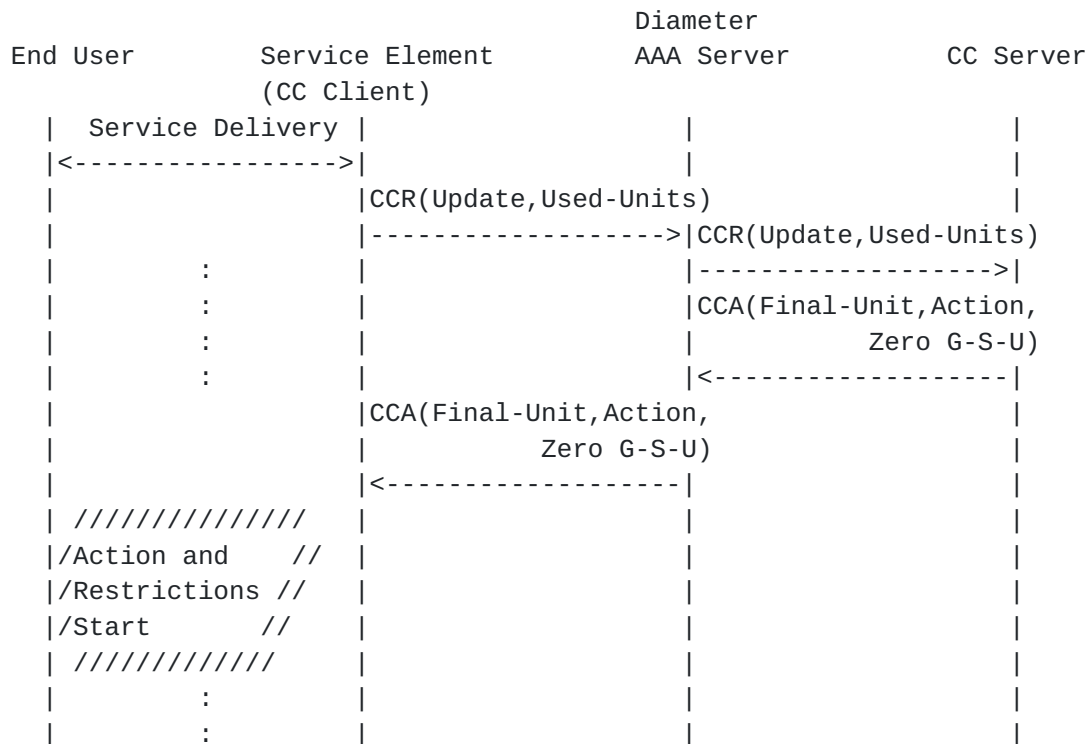 Diameter
End User        Service Element         AAA Server          CC Server
                (CC Client)
  |  Service Delivery |                    |                    |
  |<----------------->|                    |                    |
  |                   |CCR(Update,Used-Units)                   |
  |                   |------------------->|CCR(Update,Used-Units)
  |         :         |                    |------------------->|
  |         :         |                    |CCA(Final-Unit,Action,
  |         :         |                    |           Zero G-S-U)
  |         :         |                    |<-------------------|
  |                   |CCA(Final-Unit,Action,                   |
  |                   |           Zero G-S-U)                   |
  |                   |<-------------------|                    |
  | ///////////////   |                    |                    |
  |/Action and    //  |                    |                    |
  |/Restrictions //   |                    |                    |
  |/Start       //    |                    |                    |
  | /////////////     |                    |                    |
  |         :         |                    |                    |
  |         :         |                    |                    |